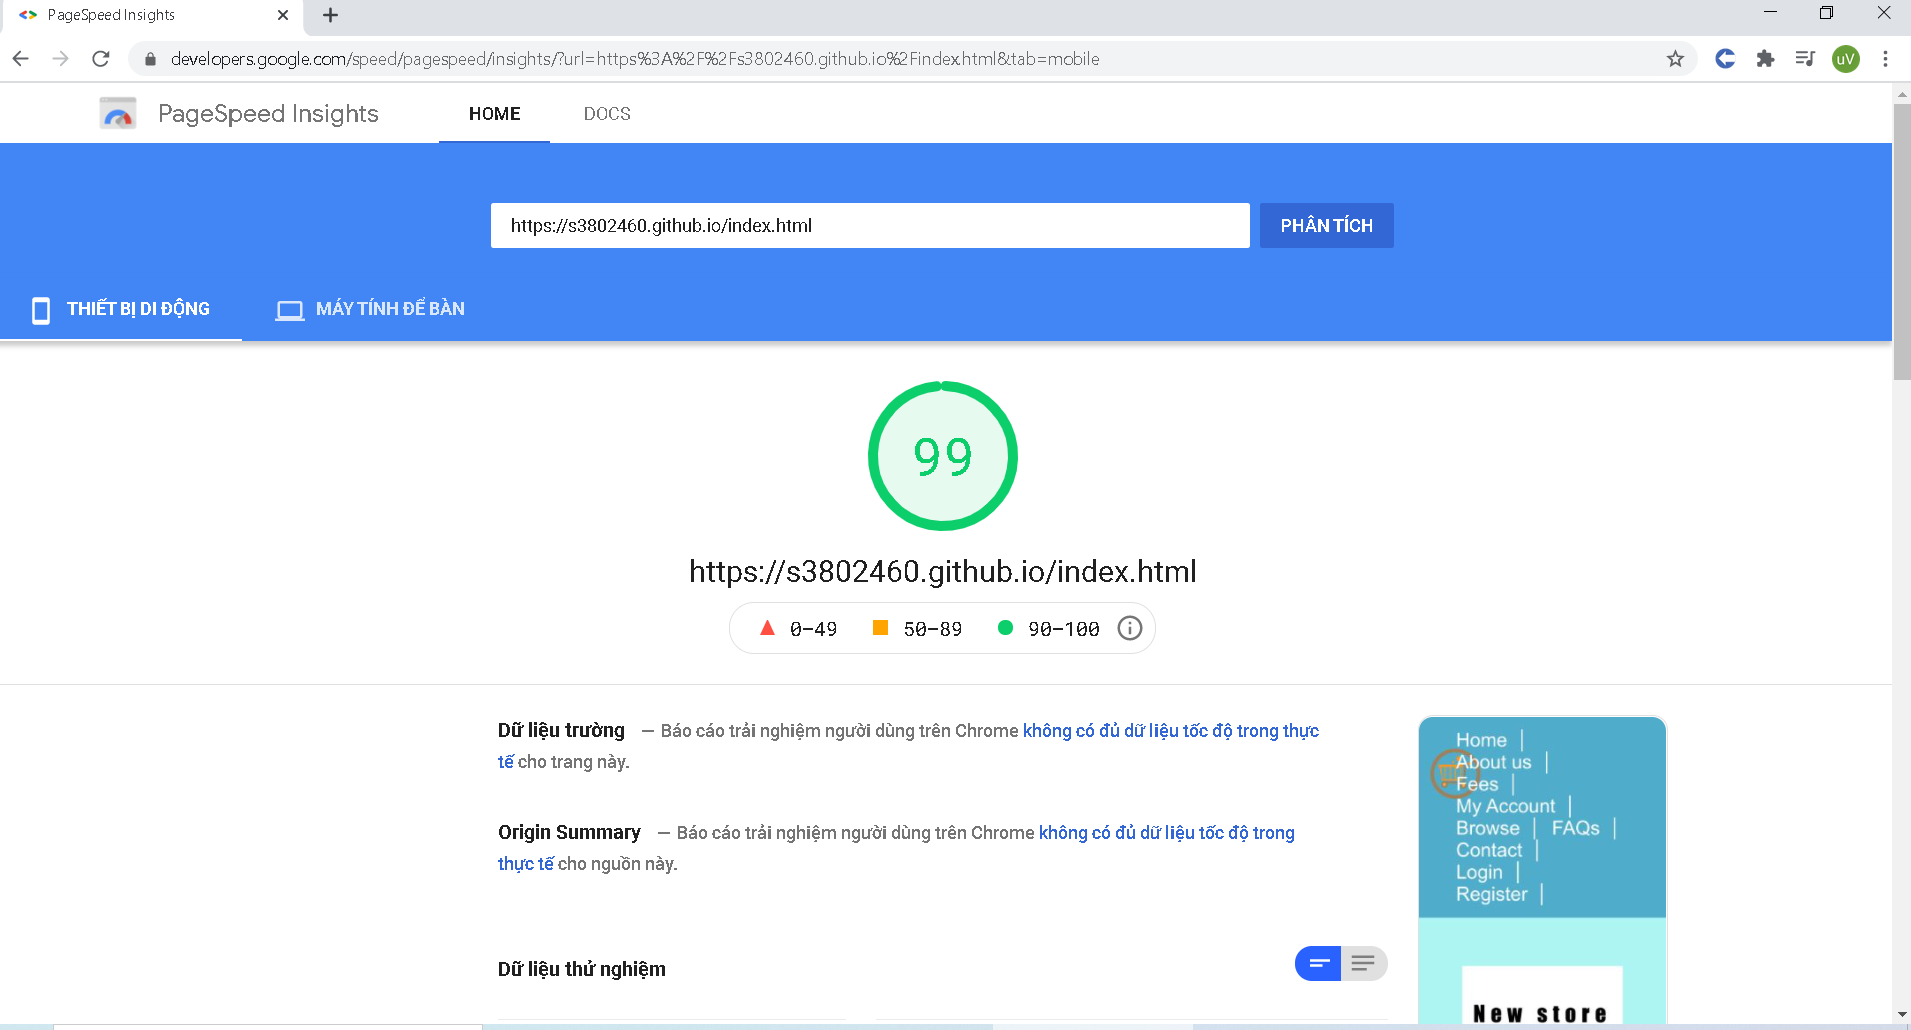 PageSpeed Insights
developers.google.com/speed/pagespeed/insights/?url=https%3A%2F%2Fs3802460.github.io%2Findex.html&tab=mobile
uV
PageSpeed Insights
HOME
DOCS
https://s3802460.github.io/index.html
PHÂN TÍCH
THIẾT BỊ DI ĐỘNG
MÁY TÍNH ĐỂ BÀN
99
https://s3802460.github.io/index.html
0–49
50–89
90–100
Dữ liệu trường — Báo cáo trải nghiệm người dùng trên Chrome không có đủ dữ liệu tốc độ trong thực
tế cho trang này.
Origin Summary — Báo cáo trải nghiệm người dùng trên Chrome không có đủ dữ liệu tốc độ trong
thực tế cho nguồn này.
Dữ liệu thử nghiệm
Home |
About us |
Fees |
My Account |
Browse | FAQs |
Contact |
Login |
Register |
New store